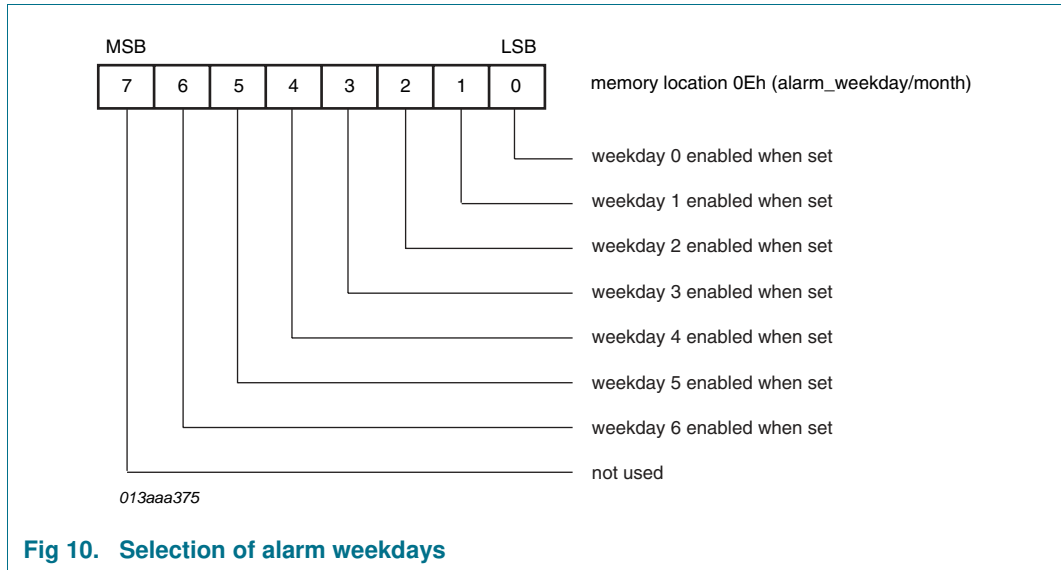 MSB LSB
7 6 5 4 3 2 1 0 memory location 0Eh (alarm_weekday/month)
weekday 0 enabled when set
weekday 1 enabled when set
weekday 2 enabled when set
weekday 3 enabled when set
weekday 4 enabled when set
weekday 5 enabled when set
weekday 6 enabled when set
not used
013aaa375
Fig 10. Selection of alarm weekdays